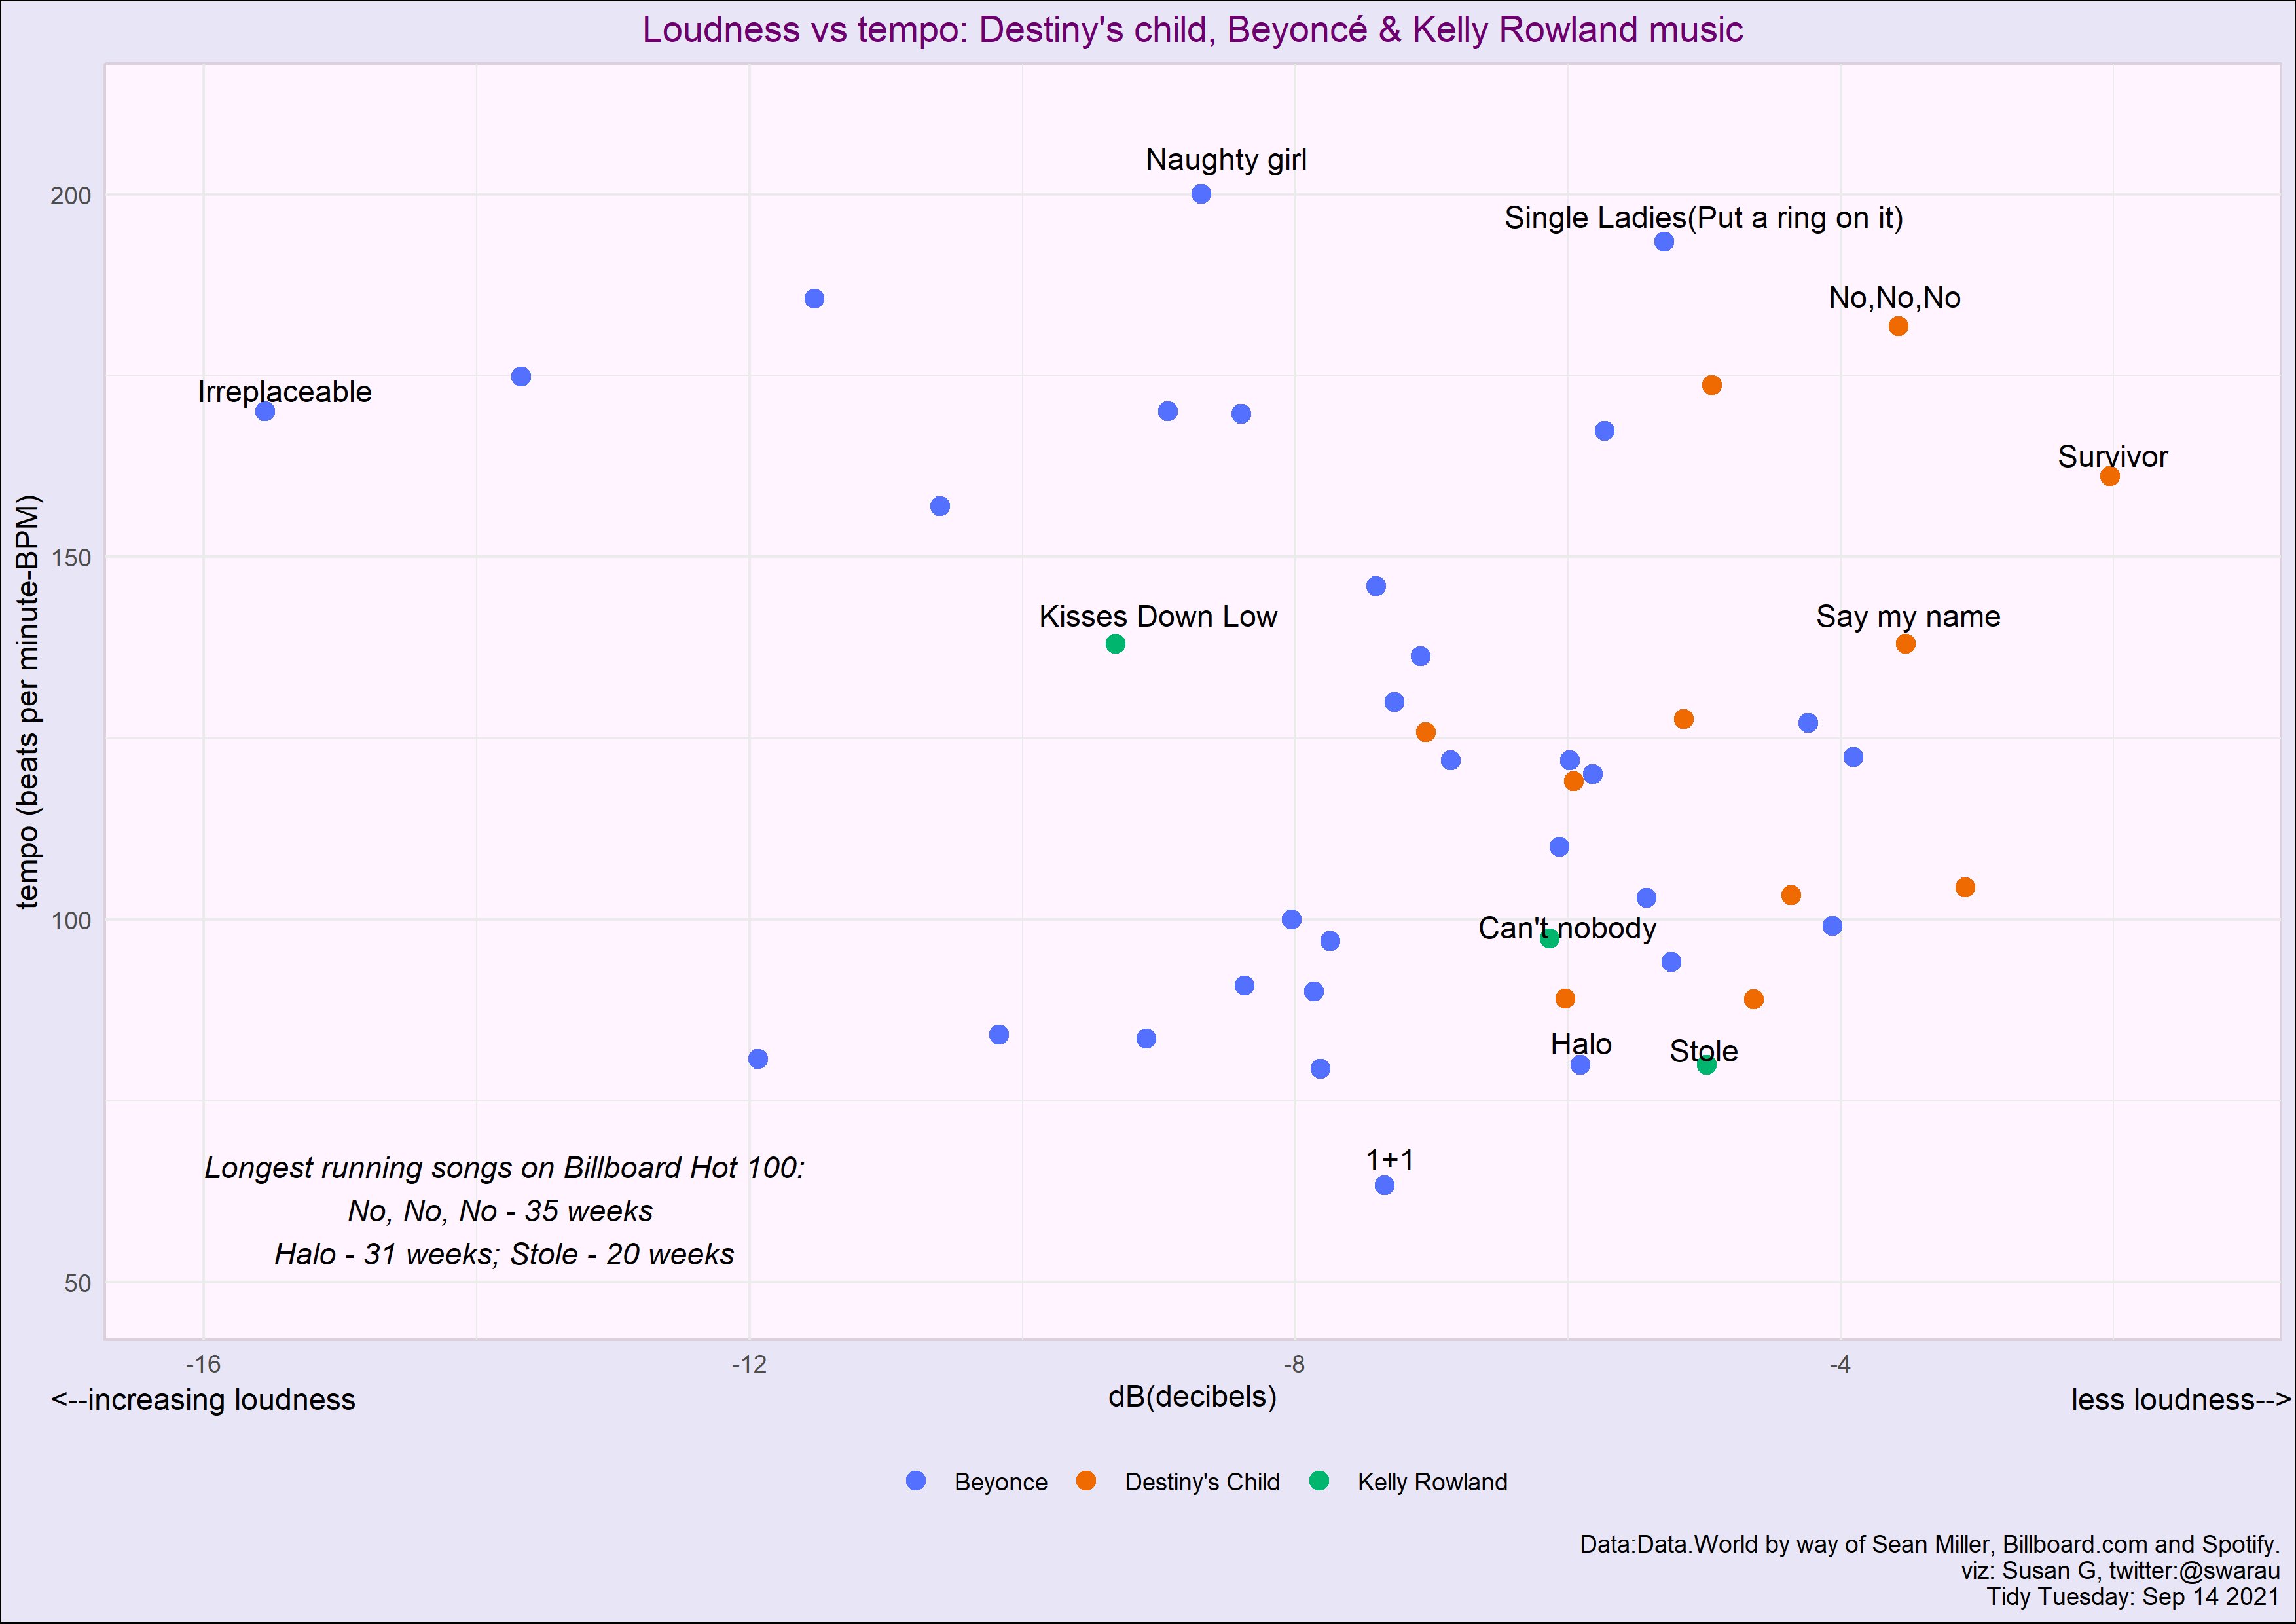 Loudness vs tempo: Destiny's child, Beyoncé & Kelly Rowland music
Naughty girl
200
Single Ladies(Put a ring on it)
No,No,No
Irreplaceable
Survivor
tempo (beats per minute-BPM)
150
Kisses Down Low
Say my name
100
Can't nobody
Halo
Stole
1+1
Longest running songs on Billboard Hot 100:
No, No, No - 35 weeks
Halo - 31 weeks; Stole - 20 weeks
50
-16 -12 -8 -4
<--increasing loudness dB(decibels) less loudness-->
Beyonce Destiny's Child Kelly Rowland
Data:Data.World by way of Sean Miller, Billboard.com and Spotify.
viz: Susan G, twitter:@swarau
Tidy Tuesday: Sep 14 2021